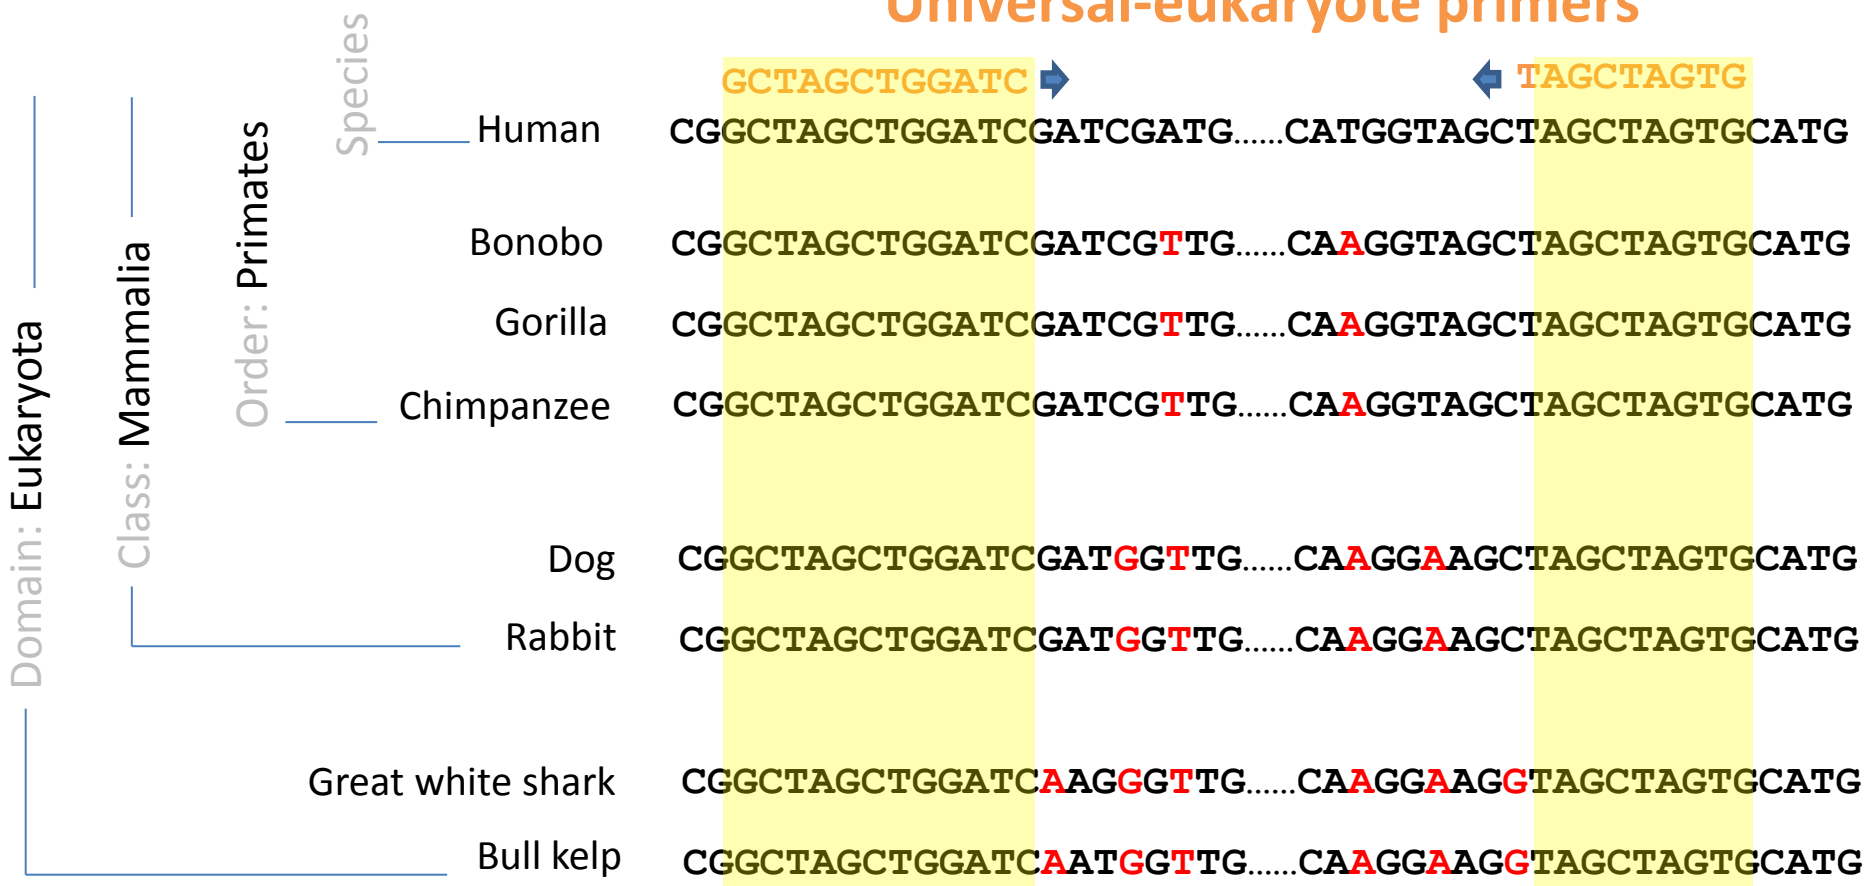 Universal-eukaryote primers
GCTAGCTGGATC TAGCTAGTG
Species
Human CGGCTAGCTGGATCGATCGATG......CATGGTAGCTAGCTAGTGCATG
Order: Primates
Bonobo CGGCTAGCTGGATCGATCGTTG......CAAGGTAGCTAGCTAGTGCATG
Class: Mammalia
Gorilla CGGCTAGCTGGATCGATCGTTG......CAAGGTAGCTAGCTAGTGCATG
Domain: Eukaryota
Chimpanzee CGGCTAGCTGGATCGATCGTTG......CAAGGTAGCTAGCTAGTGCATG
Dog CGGCTAGCTGGATCGATGGTTG......CAAGGAAGCTAGCTAGTGCATG
Rabbit CGGCTAGCTGGATCGATGGTTG......CAAGGAAGCTAGCTAGTGCATG
Great white shark CGGCTAGCTGGATCAAGGGTTG......CAAGGAAGGTAGCTAGTGCATG
Bull kelp CGGCTAGCTGGATCAATGGTTG......CAAGGAAGGTAGCTAGTGCATG